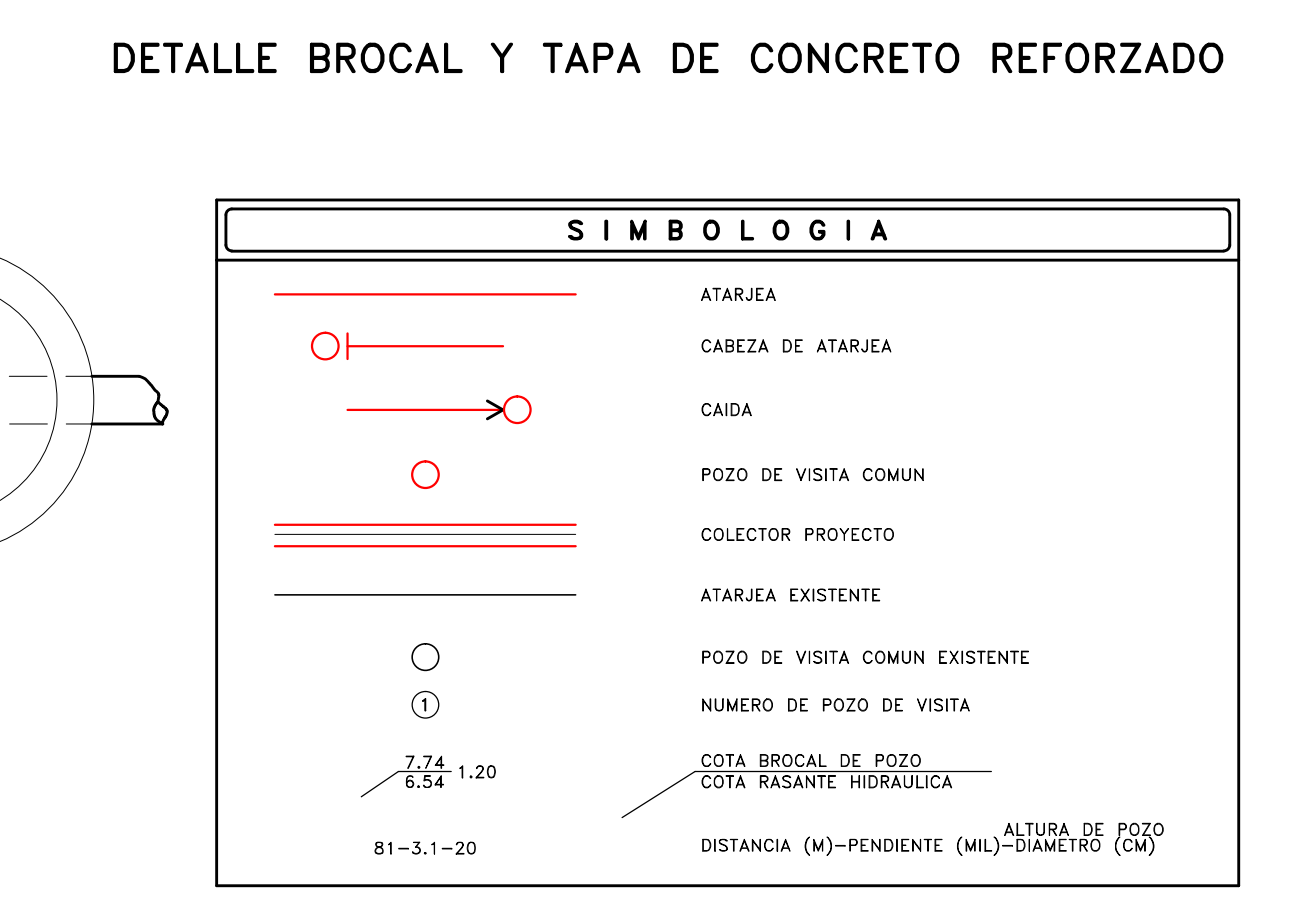 DETALLE BROCAL Y TAPA DE CONCRETO REFORZADO
SIMBOLOGIA
ATARJEA
CABEZA DE ATARJEA
CAIDA
POZO DE VISITA COMUN
COLECTOR PROYECTO
ATARJEA EXISTENTE
POZO DE VISITA COMUN EXISTENTE
1 NUMERO DE POZO DE VISITA
7.74 COTA BROCAL DE POZO
1.20
6.54 COTA RASANTE HIDRAULICA
ALTURA DE POZO
81-3.1-20 DISTANCIA (M)-PENDIENTE (MIL)-DIAMETRO (CM)